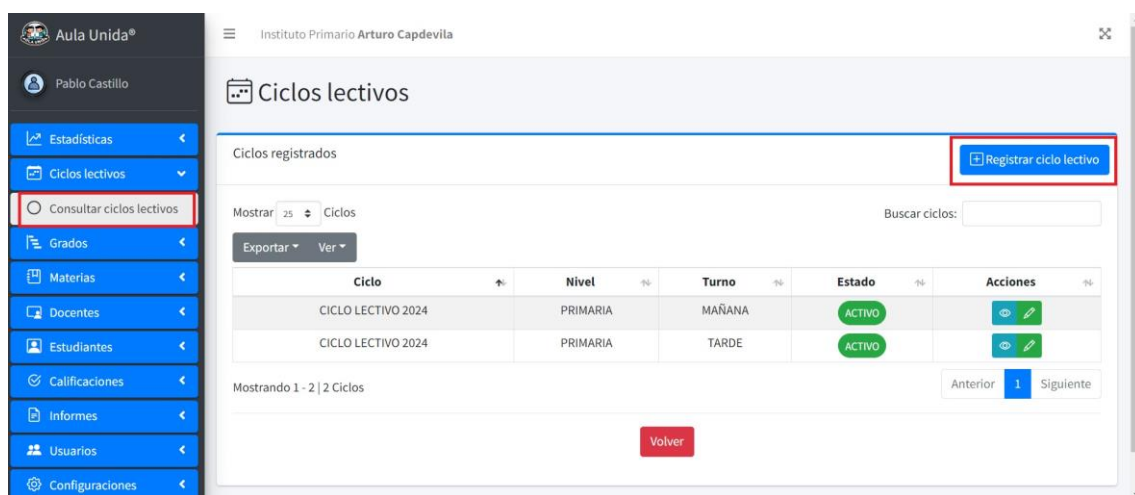 Aula Unida®
Instituto Primario Arturo Capdevila
Pablo Castillo
Estadísticas
Ciclos lectivos
Consultar ciclos lectivos
Grados
Materias
Docentes
Estudiantes
Calificaciones
Informes
Usuarios
Configuraciones
Ciclos lectivos
Ciclos registrados
Registrar ciclo lectivo
Mostrar 25 Ciclos
Buscar ciclos:
Exportar Ver
Ciclo Nivel Turno Estado Acciones
CICLO LECTIVO 2024 PRIMARIA MAÑANA ACTIVO
CICLO LECTIVO 2024 PRIMARIA TARDE ACTIVO
Mostrando 1 - 2 | 2 Ciclos
Anterior 1 Siguiente
Volver